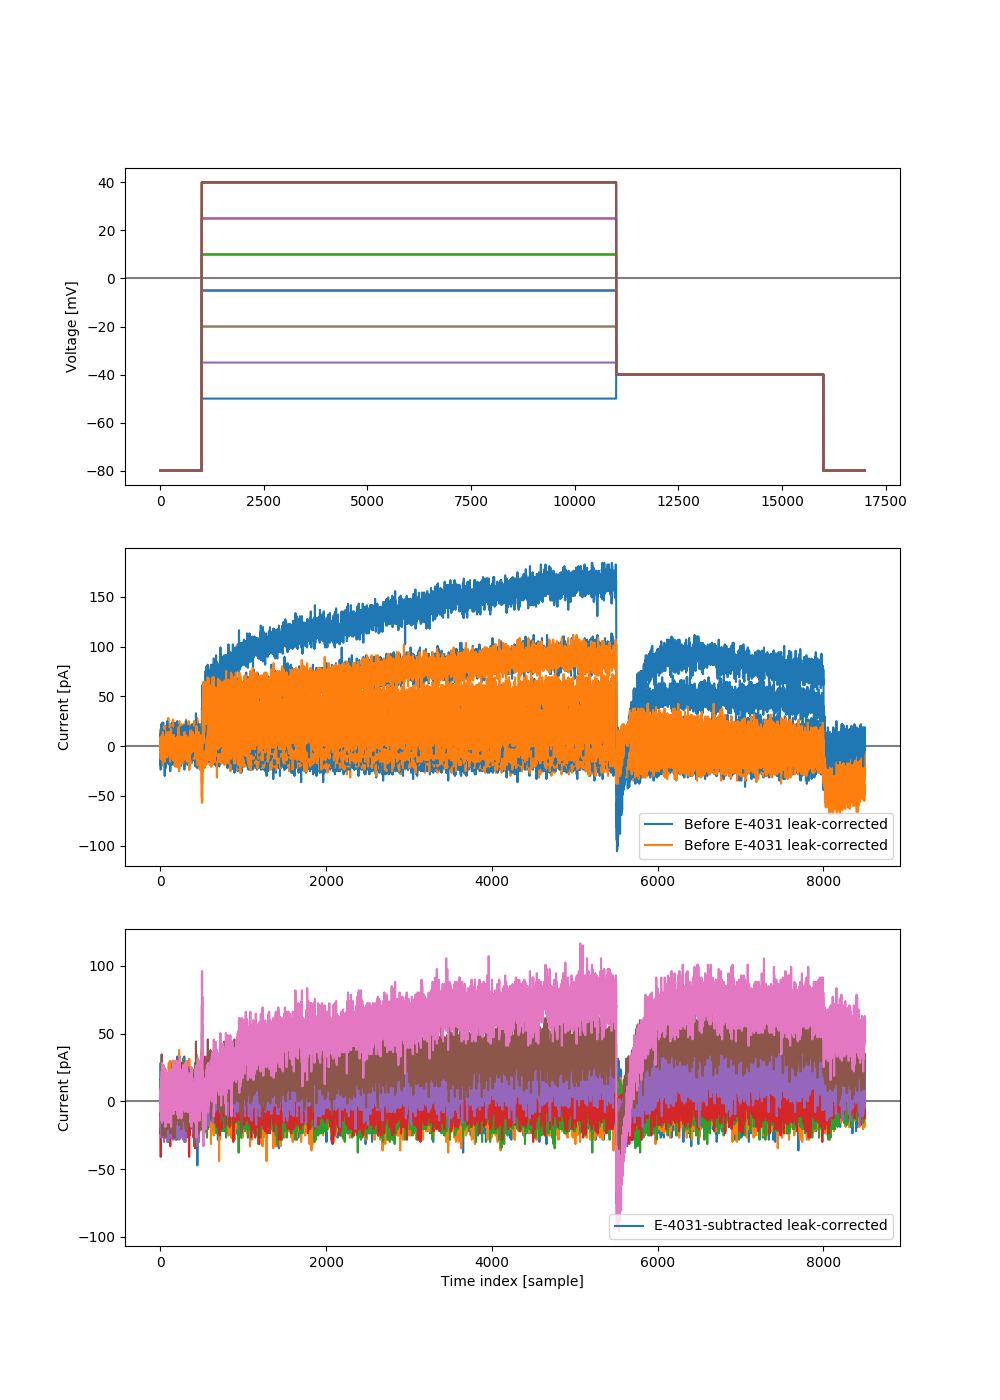 40
20
0
−20
−40
−60
−80
Voltage [mV]
0 2500 5000 7500 10000 12500 15000 17500
150
100
50
0
−50
−100
Current [pA]
Before E-4031 leak-corrected
Before E-4031 leak-corrected
0 2000 4000 6000 8000
100
50
0
−50
−100
Current [pA]
E-4031-subtracted leak-corrected
0 2000 4000 6000 8000
Time index [sample]